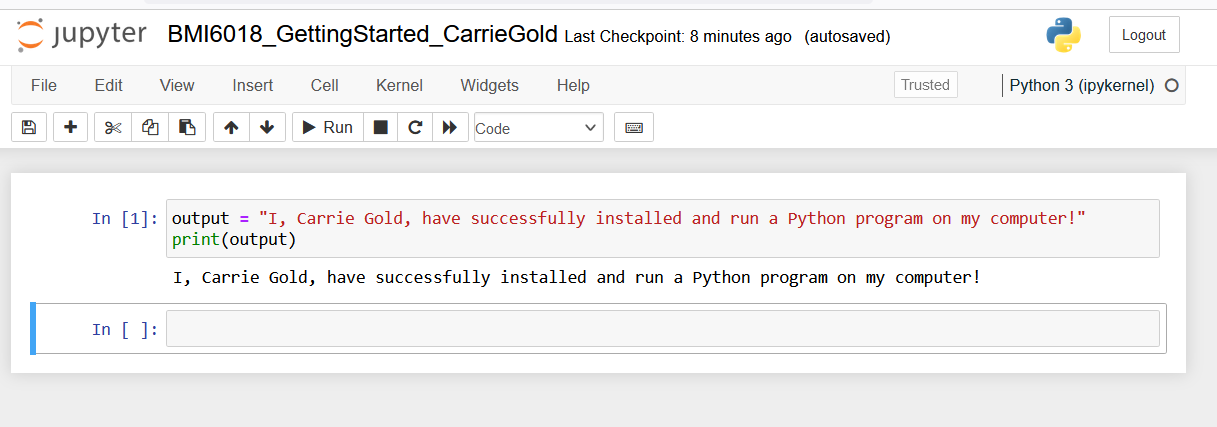 jupyter BMI6018_GettingStarted_CarrieGold Last Checkpoint: 8 minutes ago (autosaved) Logout
File Edit View Insert Cell Kernel Widgets Help Trusted Python 3 (ipykernel)
Run Code
In [1]: output = "I, Carrie Gold, have successfully installed and run a Python program on my computer!"
print(output)
I, Carrie Gold, have successfully installed and run a Python program on my computer!
In [ ]: